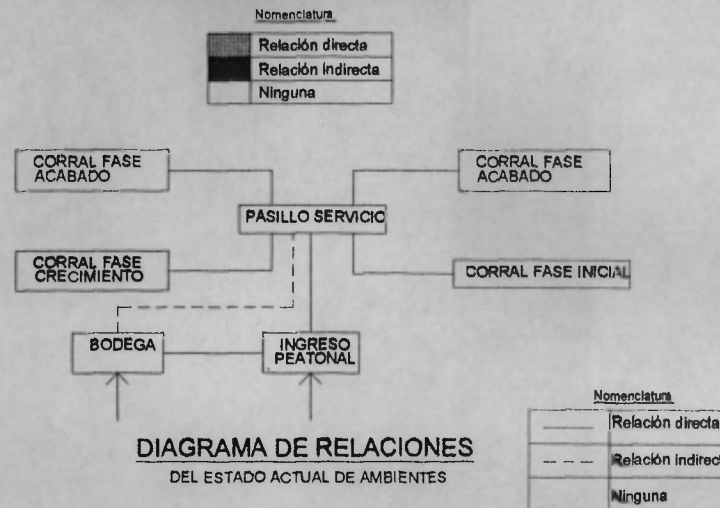 Nomenclatura
Relación directa
Relación Indirecta
Ninguna
CORRAL FASE
ACABADO
CORRAL FASE
ACABADO
PASILLO SERVICIO
CORRAL FASE
CRECIMIENTO
CORRAL FASE INICIAL
BODEGA
INGRESO
PEATONAL
Nomenclatura
Relación directa
Relación indirect
Ninguna
DIAGRAMA DE RELACIONES
DEL ESTADO ACTUAL DE AMBIENTES